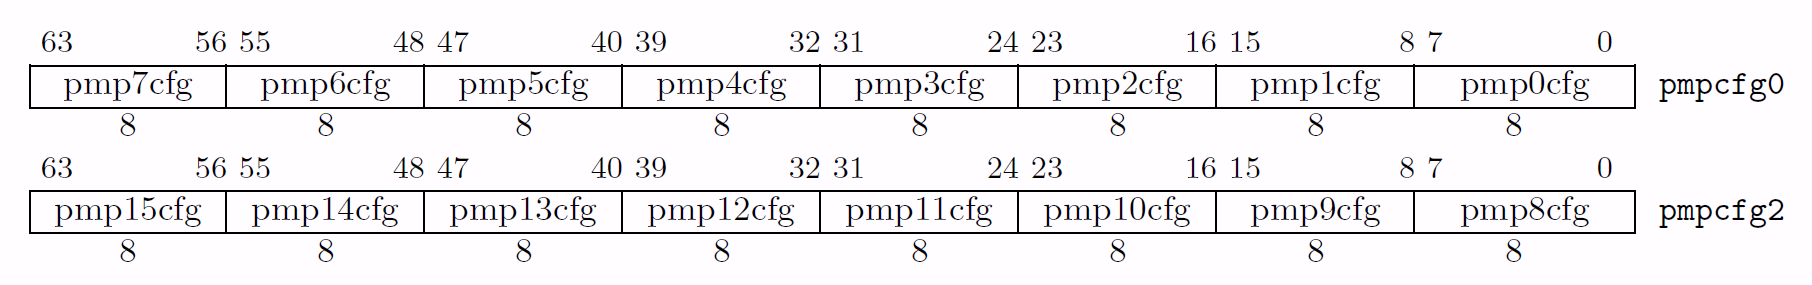 63 56 55 48 47 40 39 32 31 24 23 16 15 8 7 0
pmp7cfg pmp6cfg pmp5cfg pmp4cfg pmp3cfg pmp2cfg pmp1cfg pmp0cfg pmpcfg0
8 8 8 8 8 8 8 8
63 56 55 48 47 40 39 32 31 24 23 16 15 8 7 0
pmp15cfg pmp14cfg pmp13cfg pmp12cfg pmp11cfg pmp10cfg pmp9cfg pmp8cfg pmpcfg2
8 8 8 8 8 8 8 8